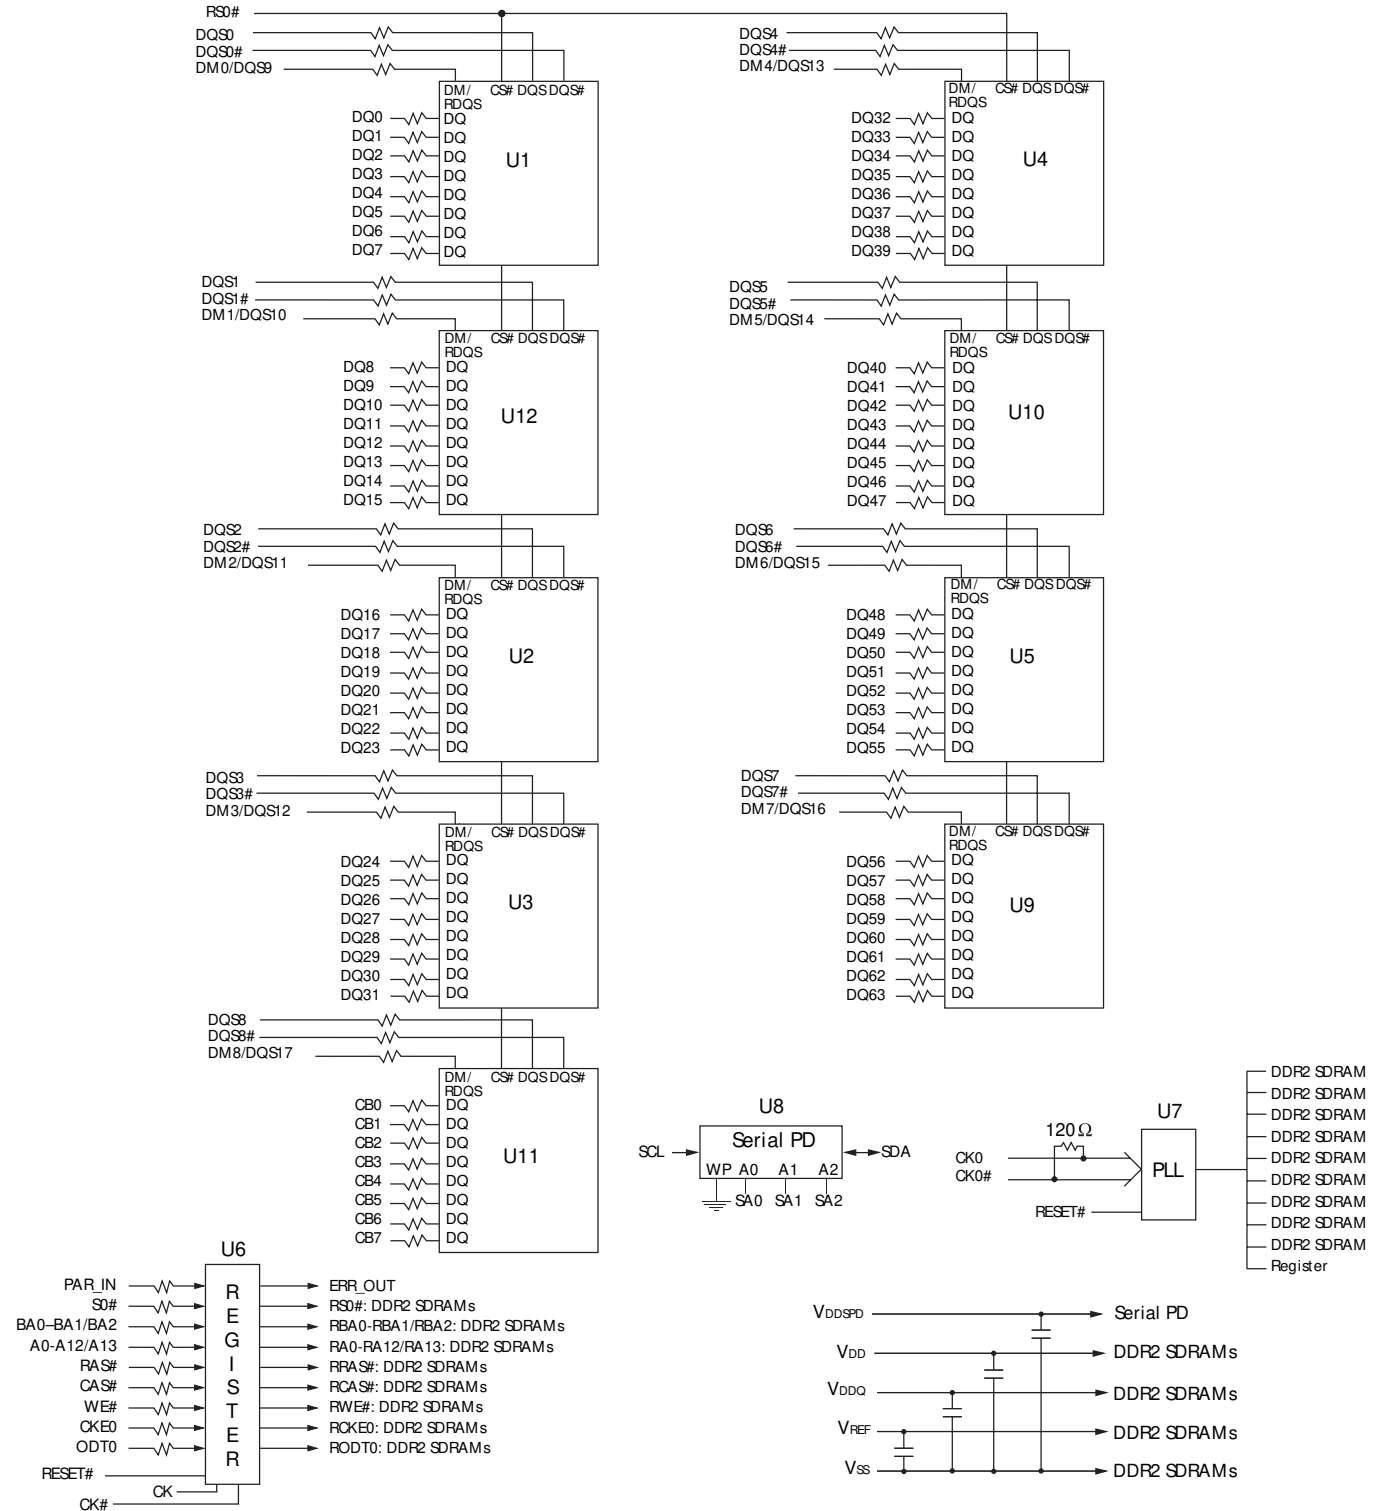 RS0#
DQS0
DQS0#
DM0/DQS9
DM/ CS# DQS DQS#
RDQS
DQ0 DQ
DQ1 DQ
DQ2 DQ
DQ3 DQ
DQ4 DQ
DQ5 DQ
DQ6 DQ
DQ7 DQ
U1
DQS4
DQS4#
DM4/DQS13
DM/ CS# DQS DQS#
RDQS
DQ32 DQ
DQ33 DQ
DQ34 DQ
DQ35 DQ
DQ36 DQ
DQ37 DQ
DQ38 DQ
DQ39 DQ
U4
DQS1
DQS1#
DM1/DQS10
DM/ CS# DQS DQS#
RDQS
DQ8 DQ
DQ9 DQ
DQ10 DQ
DQ11 DQ
DQ12 DQ
DQ13 DQ
DQ14 DQ
DQ15 DQ
U12
DQS5
DQS5#
DM5/DQS14
DM/ CS# DQS DQS#
RDQS
DQ40 DQ
DQ41 DQ
DQ42 DQ
DQ43 DQ
DQ44 DQ
DQ45 DQ
DQ46 DQ
DQ47 DQ
U10
DQS2
DQS2#
DM2/DQS11
DM/ CS# DQS DQS#
RDQS
DQ16 DQ
DQ17 DQ
DQ18 DQ
DQ19 DQ
DQ20 DQ
DQ21 DQ
DQ22 DQ
DQ23 DQ
U2
DQS6
DQS6#
DM6/DQS15
DM/ CS# DQS DQS#
RDQS
DQ48 DQ
DQ49 DQ
DQ50 DQ
DQ51 DQ
DQ52 DQ
DQ53 DQ
DQ54 DQ
DQ55 DQ
U5
DQS3
DQS3#
DM3/DQS12
DM/ CS# DQS DQS#
RDQS
DQ24 DQ
DQ25 DQ
DQ26 DQ
DQ27 DQ
DQ28 DQ
DQ29 DQ
DQ30 DQ
DQ31 DQ
U3
DQS7
DQS7#
DM7/DQS16
DM/ CS# DQS DQS#
RDQS
DQ56 DQ
DQ57 DQ
DQ58 DQ
DQ59 DQ
DQ60 DQ
DQ61 DQ
DQ62 DQ
DQ63 DQ
U9
DQS8
DQS8#
DM8/DQS17
DM/ CS# DQS DQS#
RDQS
CB0 DQ
CB1 DQ
CB2 DQ
CB3 DQ
CB4 DQ
CB5 DQ
CB6 DQ
CB7 DQ
U11
U8
Serial PD
SCL SDA
WP A0 A1 A2
SA0 SA1 SA2
U7
120 Ω
CK0
CK0#
PLL
RESET#
DDR2 SDRAM
DDR2 SDRAM
DDR2 SDRAM
DDR2 SDRAM
DDR2 SDRAM
DDR2 SDRAM
DDR2 SDRAM
DDR2 SDRAM
DDR2 SDRAM
Register
U6
REGISTER
PAR_IN ERR_OUT
S0# RS0#: DDR2 SDRAMs
BA0–BA1/BA2 RBA0-RBA1/RBA2: DDR2 SDRAMs
A0-A12/A13 RA0-RA12/RA13: DDR2 SDRAMs
RAS# RRAS#: DDR2 SDRAMs
CAS# RCAS#: DDR2 SDRAMs
WE# RWE#: DDR2 SDRAMs
CKE0 RCKE0: DDR2 SDRAMs
ODT0 RODT0: DDR2 SDRAMs
RESET#
CK
CK#
VDDSPD Serial PD
VDD DDR2 SDRAMs
VDDQ DDR2 SDRAMs
VREF DDR2 SDRAMs
VSS DDR2 SDRAMs